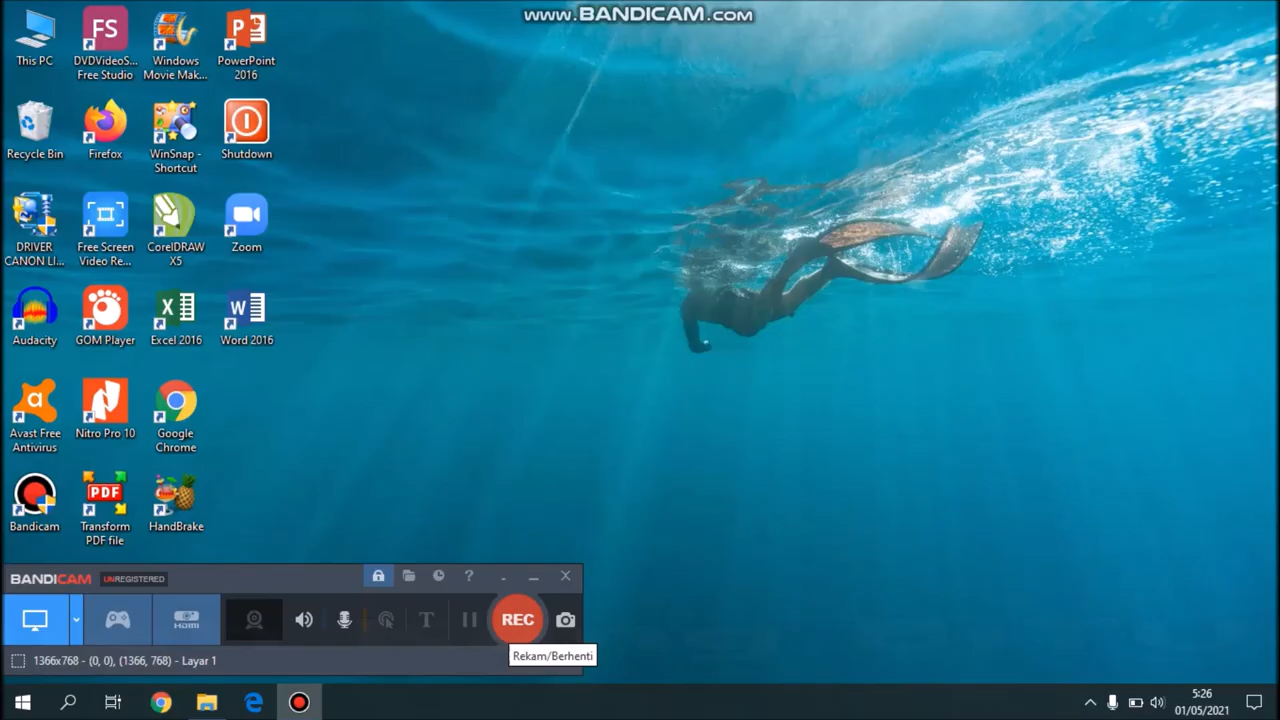 www.BANDICAM.com
This PC
DVDVideoS...
Free Studio
Windows
Movie Mak...
PowerPoint
2016
Recycle Bin
Firefox
WinSnap -
Shortcut
Shutdown
DRIVER
CANON LI...
Free Screen
Video Re...
CorelDRAW
X5
Zoom
Audacity
GOM Player
Excel 2016
Word 2016
Avast Free
Antivirus
Nitro Pro 10
Google
Chrome
Bandicam
PDF
Transform
PDF file
HandBrake
BANDICAM UNREGISTERED
HDMI
REC
1366x768 - (0, 0), (1366, 768) - Layar 1
Rekam/Berhenti
5:26
01/05/2021